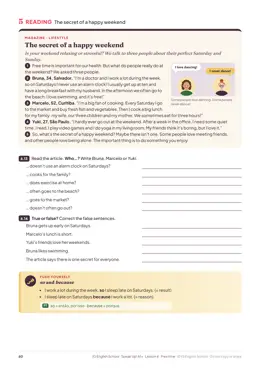 5 READING The secret of a happy weekend
MAGAZINE · LIFESTYLE
The secret of a happy weekend
Is your weekend relaxing or stressful? We talk to three people about their perfect Saturday and
Sunday.
1 Free time is important for our health. But what do people really do at
the weekend? We asked three people.
2 Bruna, 34, Salvador. "I'm a doctor and I work a lot during the week,
so on Saturdays I never use an alarm clock! I usually get up at ten and
have a long breakfast with my husband. In the afternoon we often go to
the beach. I love swimming, and it's free!"
3 Marcelo, 52, Curitiba. "I'm a big fan of cooking. Every Saturday I go
to the market and buy fresh fish and vegetables. Then I cook a big lunch
for my family: my wife, our three children and my mother. We sometimes eat for three hours!"
4 Yuki, 27, São Paulo. "I hardly ever go out at the weekend. After a week in the office, I need some quiet
time. I read, I play video games and I do yoga in my living room. My friends think it's boring, but I love it."
5 So, what's the secret of a happy weekend? Maybe there isn't one. Some people love meeting friends,
and other people love being alone. The important thing is to do something you enjoy.
I love dancing!
I need to sleep!
Read the article. Who...? Write Bruna, Marcelo or Yuki.
...doesn't use an alarm clock on Saturdays?
...cooks for the family?
...does exercise at home?
...often goes to the beach?
...goes to the market?
...doesn't often go out?
True or false? Correct the false sentences.
Bruna gets up early on Saturdays.
Marcelo's lunch is short.
Yuki's friends love her weekends.
Bruna likes swimming.
The article says there is one secret for everyone.
PUSH YOURSELF
so and because
• I work a lot during the week, so I sleep late on Saturdays. (= result)
• I sleep late on Saturdays because I work a lot. (= reason)
60